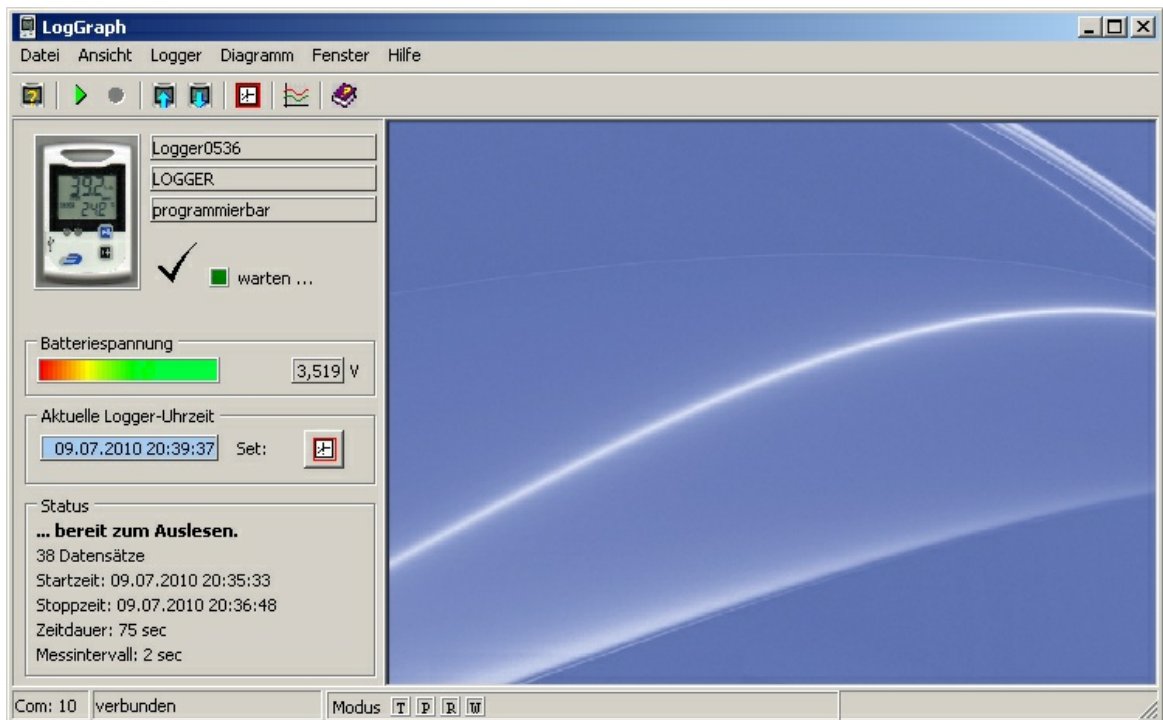 LogGraph
Datei Ansicht Logger Diagramm Fenster Hilfe
Logger0536
LOGGER
programmierbar
warten ...
Batteriespannung
3,519 V
Aktuelle Logger-Uhrzeit
09.07.2010 20:39:37 Set:
Status
... bereit zum Auslesen.
38 Datensätze
Startzeit: 09.07.2010 20:35:33
Stoppzeit: 09.07.2010 20:36:48
Zeitdauer: 75 sec
Messintervall: 2 sec
Com: 10 verbunden Modus T P R W